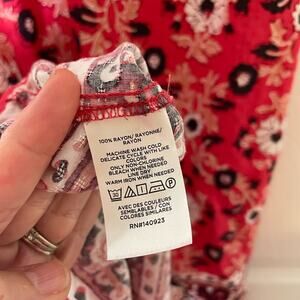 100% RAYON/ RAYONNE/
RAYON
MACHINE WASH COLD
DELICATE CYCLE WITH LIKE
COLORS
ONLY NON-CHLORINE
BLEACH WHEN NEEDED
LINE DRY
WARM IRON WHEN NEEDED
AVEC DES COULEURS
SEMBLABLES / CON
COLORES SIMILARES
RN#140923